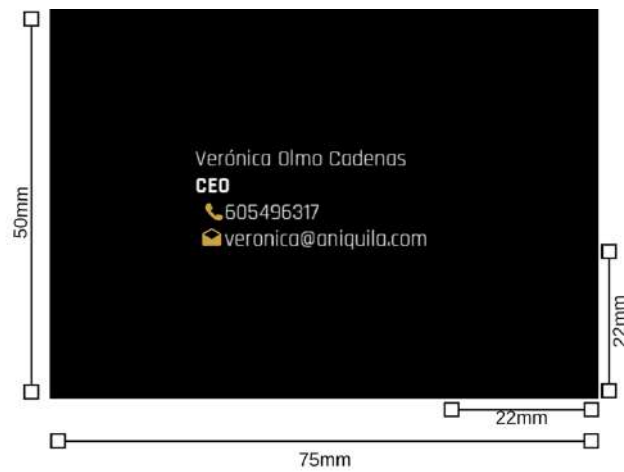 50mm
Verónica Olmo Cadenas
CEO
605496317
veronica@aniquila.com
22mm
22mm
75mm